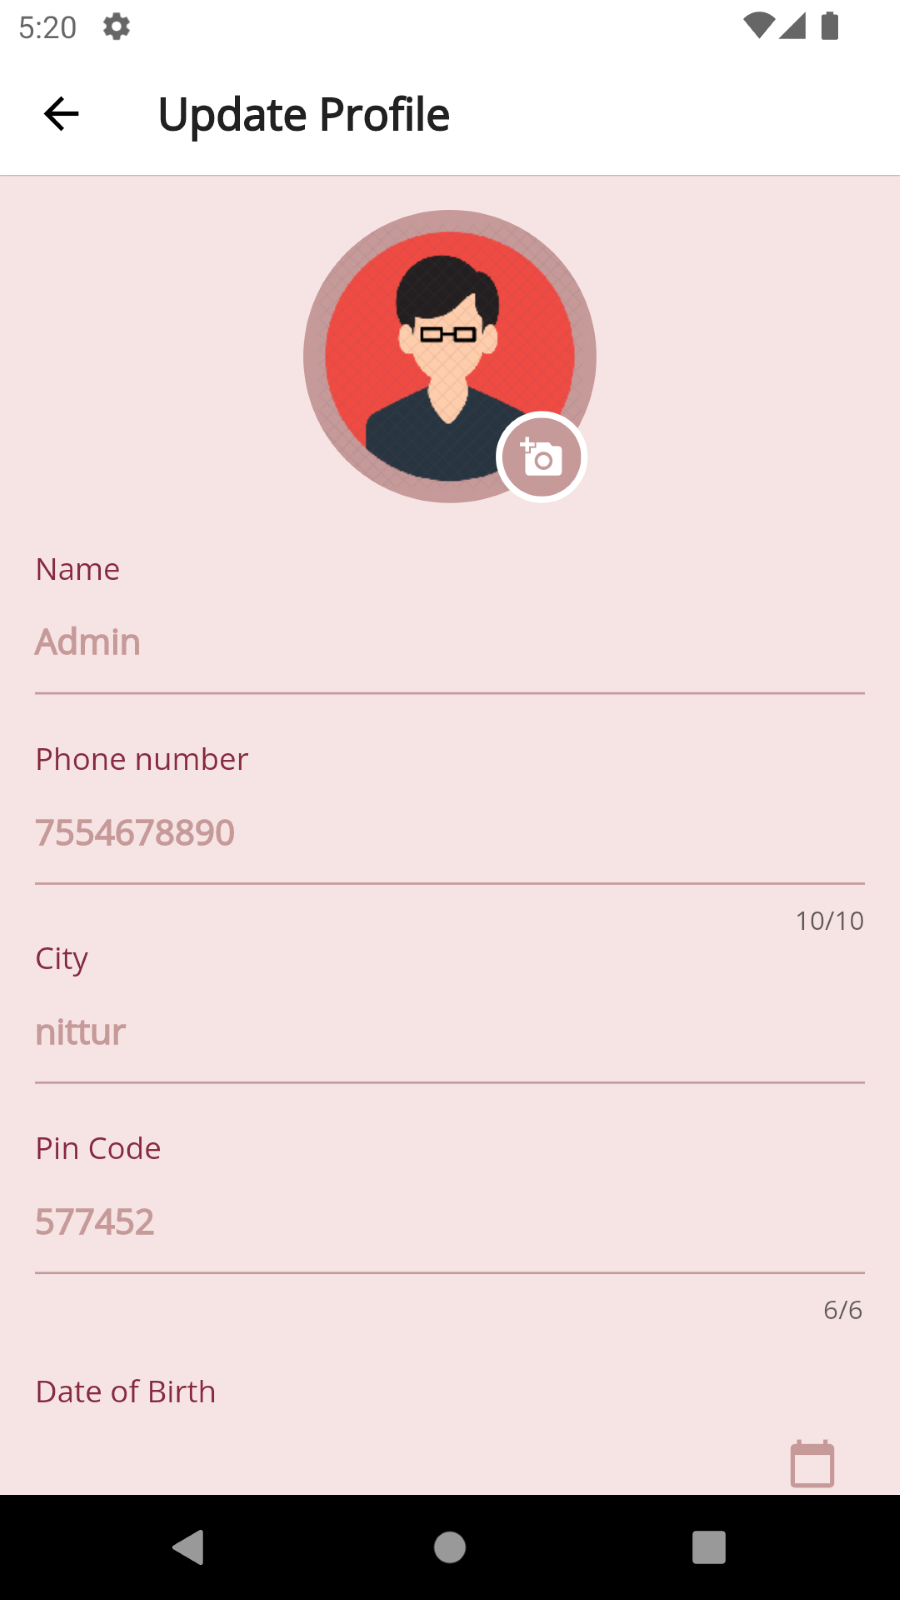 5:20
Update Profile
Name
Admin
Phone number
7554678890
10/10
City
nittur
Pin Code
577452
6/6
Date of Birth